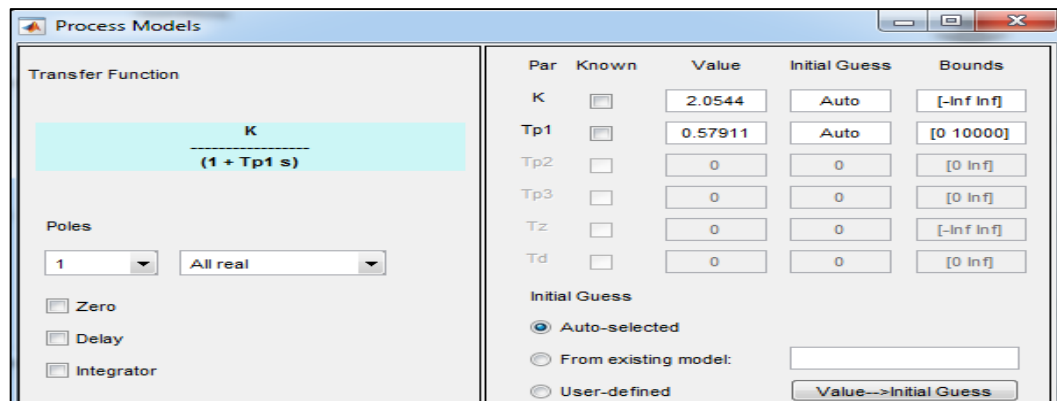 Process Models
Transfer Function
K
-----------------
(1 + Tp1 s)
Poles
1 All real
Zero
Delay
Integrator
Par Known Value Initial Guess Bounds
K 2.0544 Auto [-Inf Inf]
Tp1 0.57911 Auto [0 10000]
Tp2 0 0 [0 Inf]
Tp3 0 0 [0 Inf]
Tz 0 0 [-Inf Inf]
Td 0 0 [0 Inf]
Initial Guess
Auto-selected
From existing model:
User-defined Value-->Initial Guess